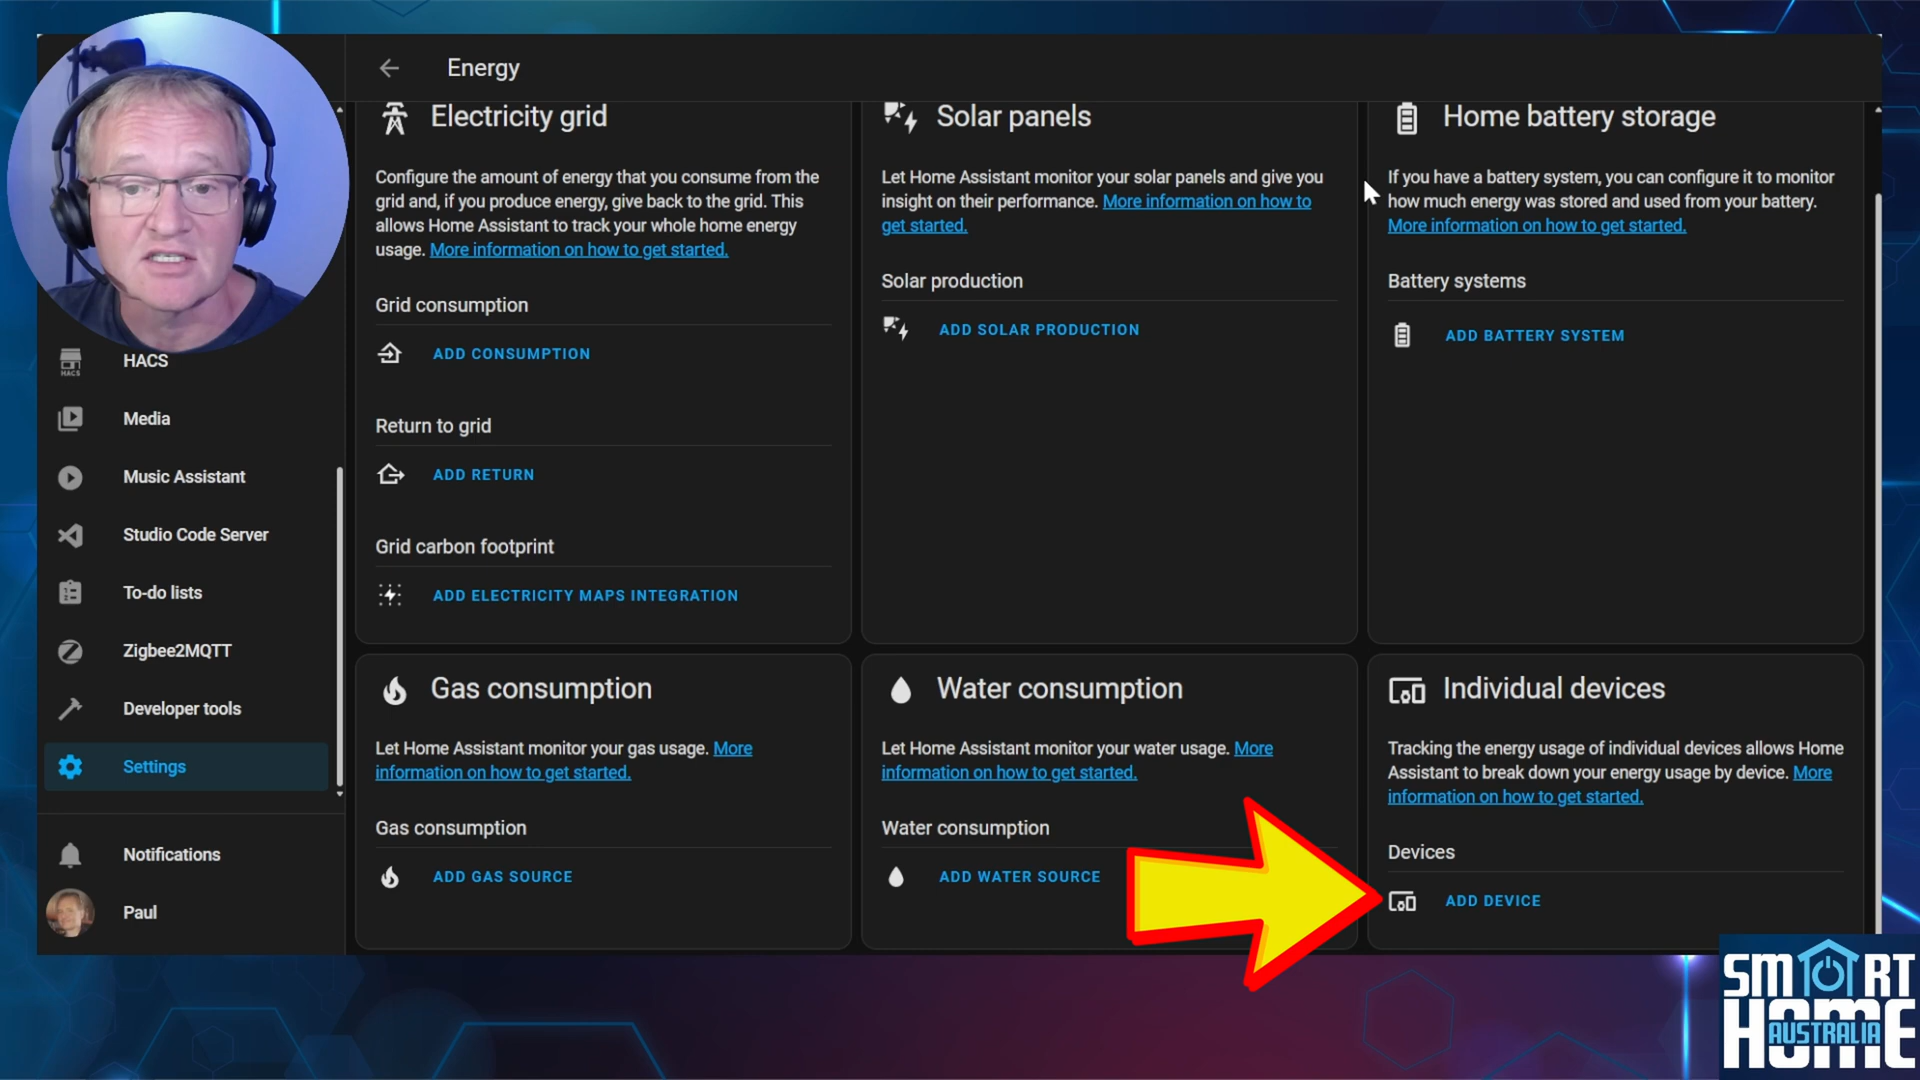 Energy
Electricity grid
Configure the amount of energy that you consume from the
grid and, if you produce energy, give back to the grid. This
allows Home Assistant to track your whole home energy
usage. More information on how to get started.
Grid consumption
ADD CONSUMPTION
Return to grid
ADD RETURN
Grid carbon footprint
ADD ELECTRICITY MAPS INTEGRATION
Solar panels
Let Home Assistant monitor your solar panels and give you
insight on their performance. More information on how to
get started.
Solar production
ADD SOLAR PRODUCTION
Home battery storage
If you have a battery system, you can configure it to monitor
how much energy was stored and used from your battery.
More information on how to get started.
Battery systems
ADD BATTERY SYSTEM
HACS
HACS
Media
Music Assistant
Studio Code Server
To-do lists
Zigbee2MQTT
Developer tools
Settings
Notifications
Paul
Gas consumption
Let Home Assistant monitor your gas usage. More
information on how to get started.
Gas consumption
ADD GAS SOURCE
Water consumption
Let Home Assistant monitor your water usage. More
information on how to get started.
Water consumption
ADD WATER SOURCE
Individual devices
Tracking the energy usage of individual devices allows Home
Assistant to break down your energy usage by device. More
information on how to get started.
Devices
ADD DEVICE
SMART
HOME
AUSTRALIA